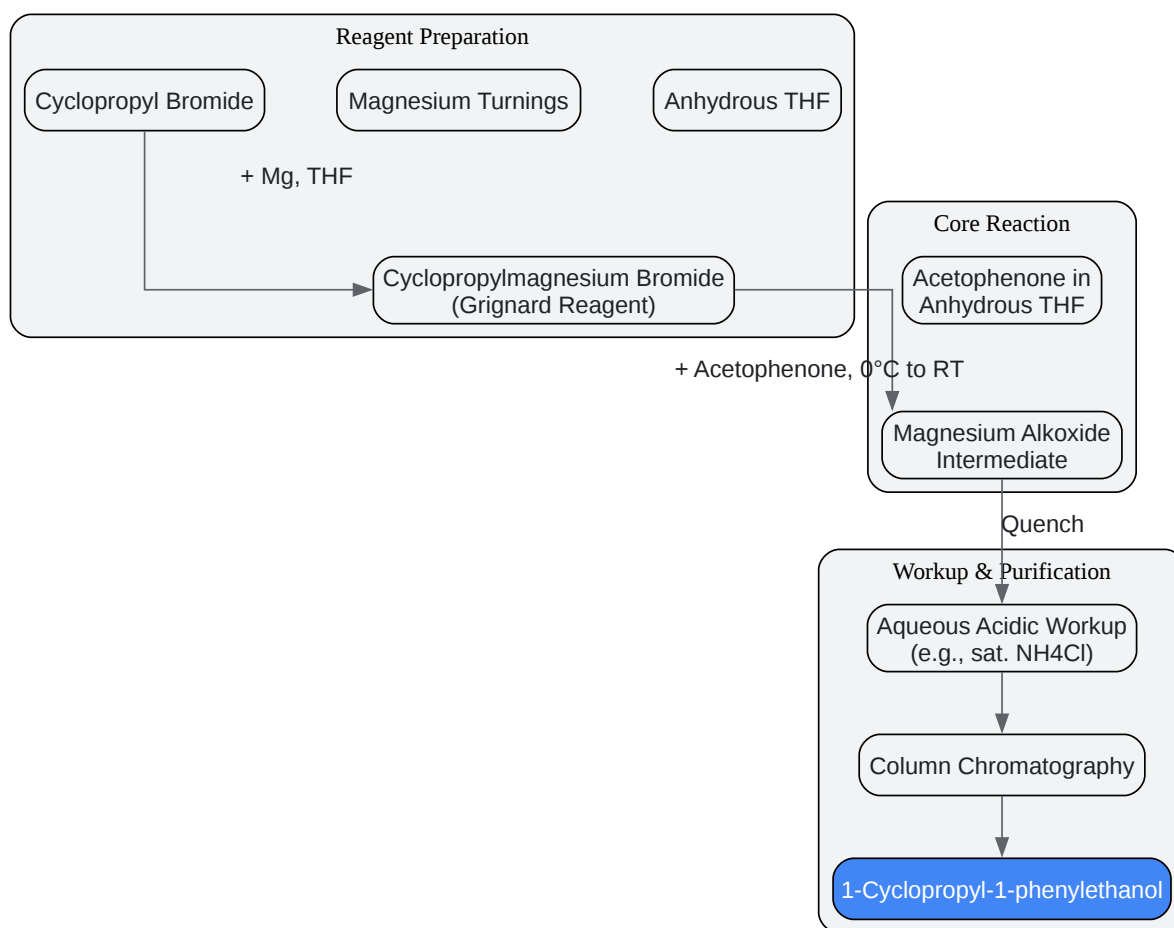 Reagent Preparation
Cyclopropyl Bromide
Magnesium Turnings
Anhydrous THF
+ Mg, THF
Cyclopropylmagnesium Bromide
(Grignard Reagent)
Core Reaction
Acetophenone in
Anhydrous THF
+ Acetophenone, 0°C to RT
Magnesium Alkoxide
Intermediate
Quench
Workup & Purification
Aqueous Acidic Workup
(e.g., sat. NH4Cl)
Column Chromatography
1-Cyclopropyl-1-phenylethanol